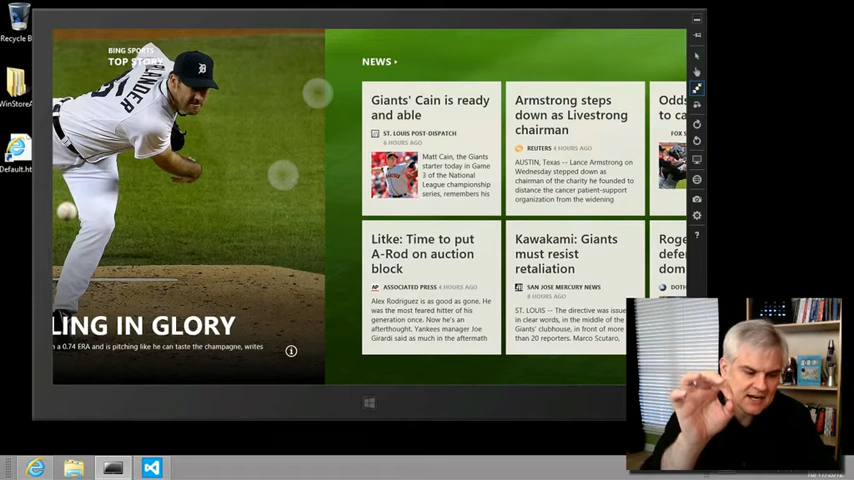 Recycle B
WinStoreA
Default.ht
LANDER
BING SPORTS
TOP STORY
LING IN GLORY
n a 0.74 ERA and is pitching like he can taste the champagne, writes
NEWS
Giants' Cain is ready
and able
ST. LOUIS POST-DISPATCH
6 HOURS AGO
Matt Cain, the Giants
starter today in Game
3 of the National
League championship
series, remembers his
Armstrong steps
down as Livestrong
chairman
REUTERS 4 HOURS AGO
AUSTIN, Texas -- Lance Armstrong on
Wednesday stepped down as
chairman of the charity he founded to
distance the cancer patient-support
organization from the widening
Odds
to ca
FOX S
Litke: Time to put
A-Rod on auction
block
AP ASSOCIATED PRESS 4 HOURS AGO
Alex Rodriguez is as good as gone. He
was the most feared hitter of his
generation once. Now he's an
afterthought. Yankees manager Joe
Girardi said as much in the aftermath
Kawakami: Giants
must resist
retaliation
SAN JOSE MERCURY NEWS
8 HOURS AGO
ST. LOUIS -- The directive was issue
in clear words, in the middle of the
Giants' clubhouse, in front of more
than 20 reporters. Marco Scutaro,
Roge
defen
dom
DOTH